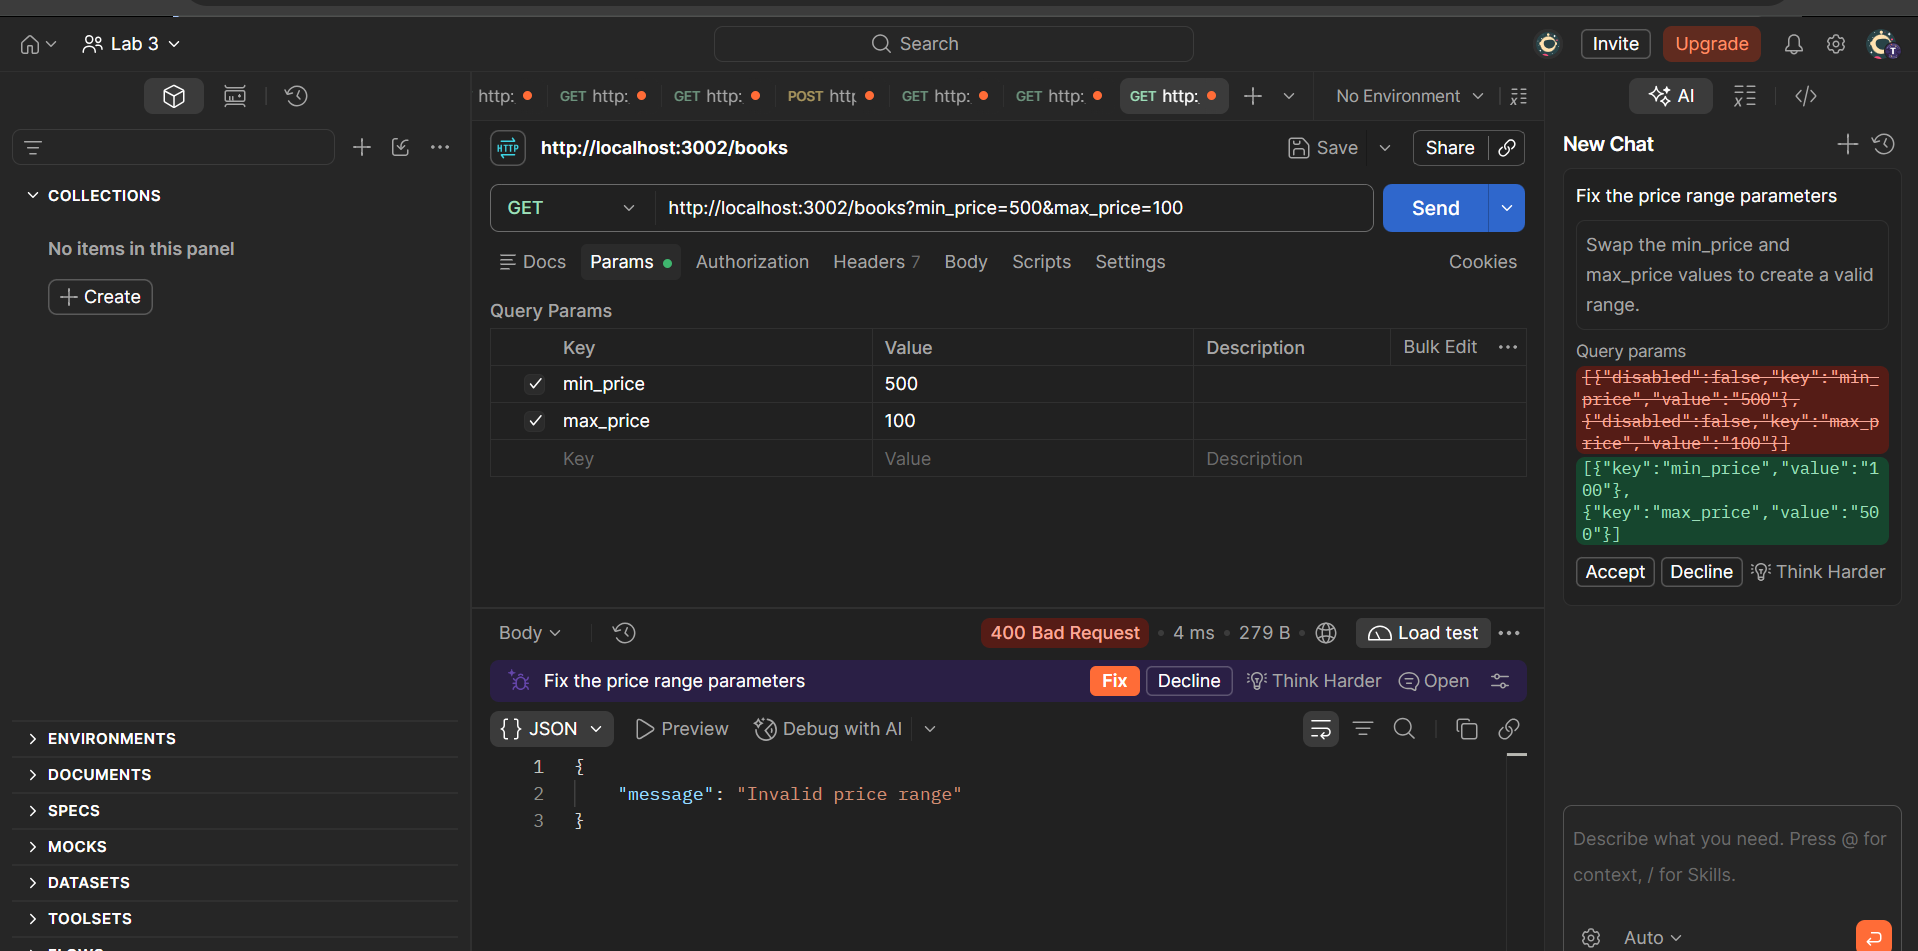 Lab 3
Search
Invite
Upgrade
http:
GET http:
GET http:
POST http
GET http:
GET http:
GET http:
No Environment
AI
HTTP
http://localhost:3002/books
Save
Share
New Chat
COLLECTIONS
No items in this panel
Create
GET
http://localhost:3002/books?min_price=500&max_price=100
Send
Docs
Params
Authorization
Headers 7
Body
Scripts
Settings
Cookies
Query Params
Key Value Description Bulk Edit
min_price 500
max_price 100
Key Value Description
Fix the price range parameters
Swap the min_price and
max_price values to create a valid
range.
Query params
[{"disabled":false,"key":"min_
price","value":"500"},
{"disabled":false,"key":"max_p
rice","value":"100"}]
[{"key":"min_price","value":"1
00"},
{"key":"max_price","value":"50
0"}]
Accept
Decline
Think Harder
Body
400 Bad Request
4 ms
279 B
Load test
Fix the price range parameters
Fix
Decline
Think Harder
Open
{} JSON
Preview
Debug with AI
1 {
2 "message": "Invalid price range"
3 }
ENVIRONMENTS
DOCUMENTS
SPECS
MOCKS
DATASETS
TOOLSETS
Describe what you need. Press @ for
context, / for Skills.
Auto
T